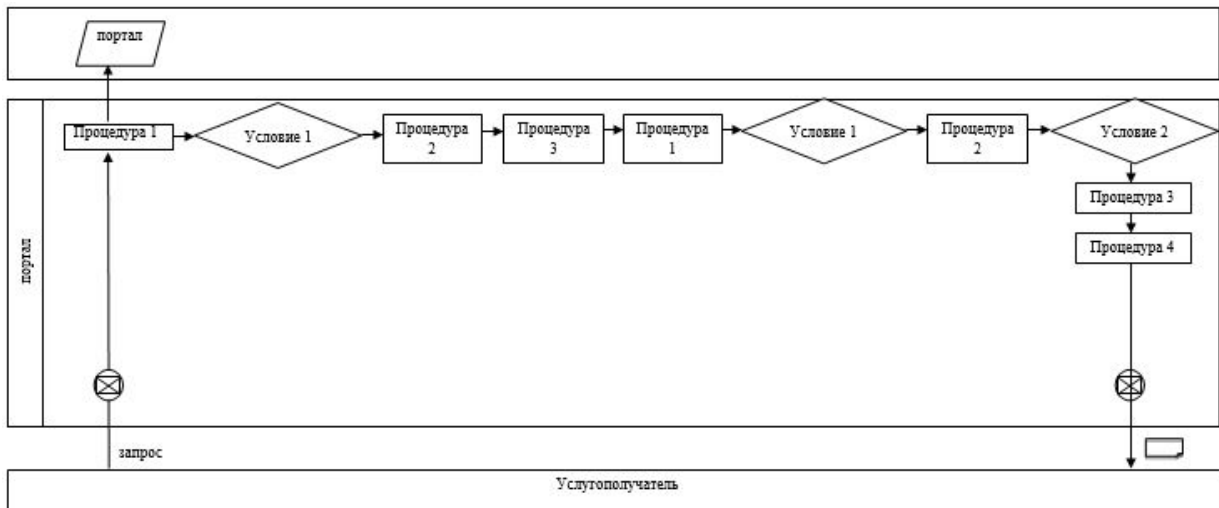 портал
Процедура 1
Условие 1
Процедура
2
Процедура
3
Процедура
1
Условие 1
Процедура
2
Условие 2
Процедура 3
Процедура 4
портал
запрос
Услугополучатель